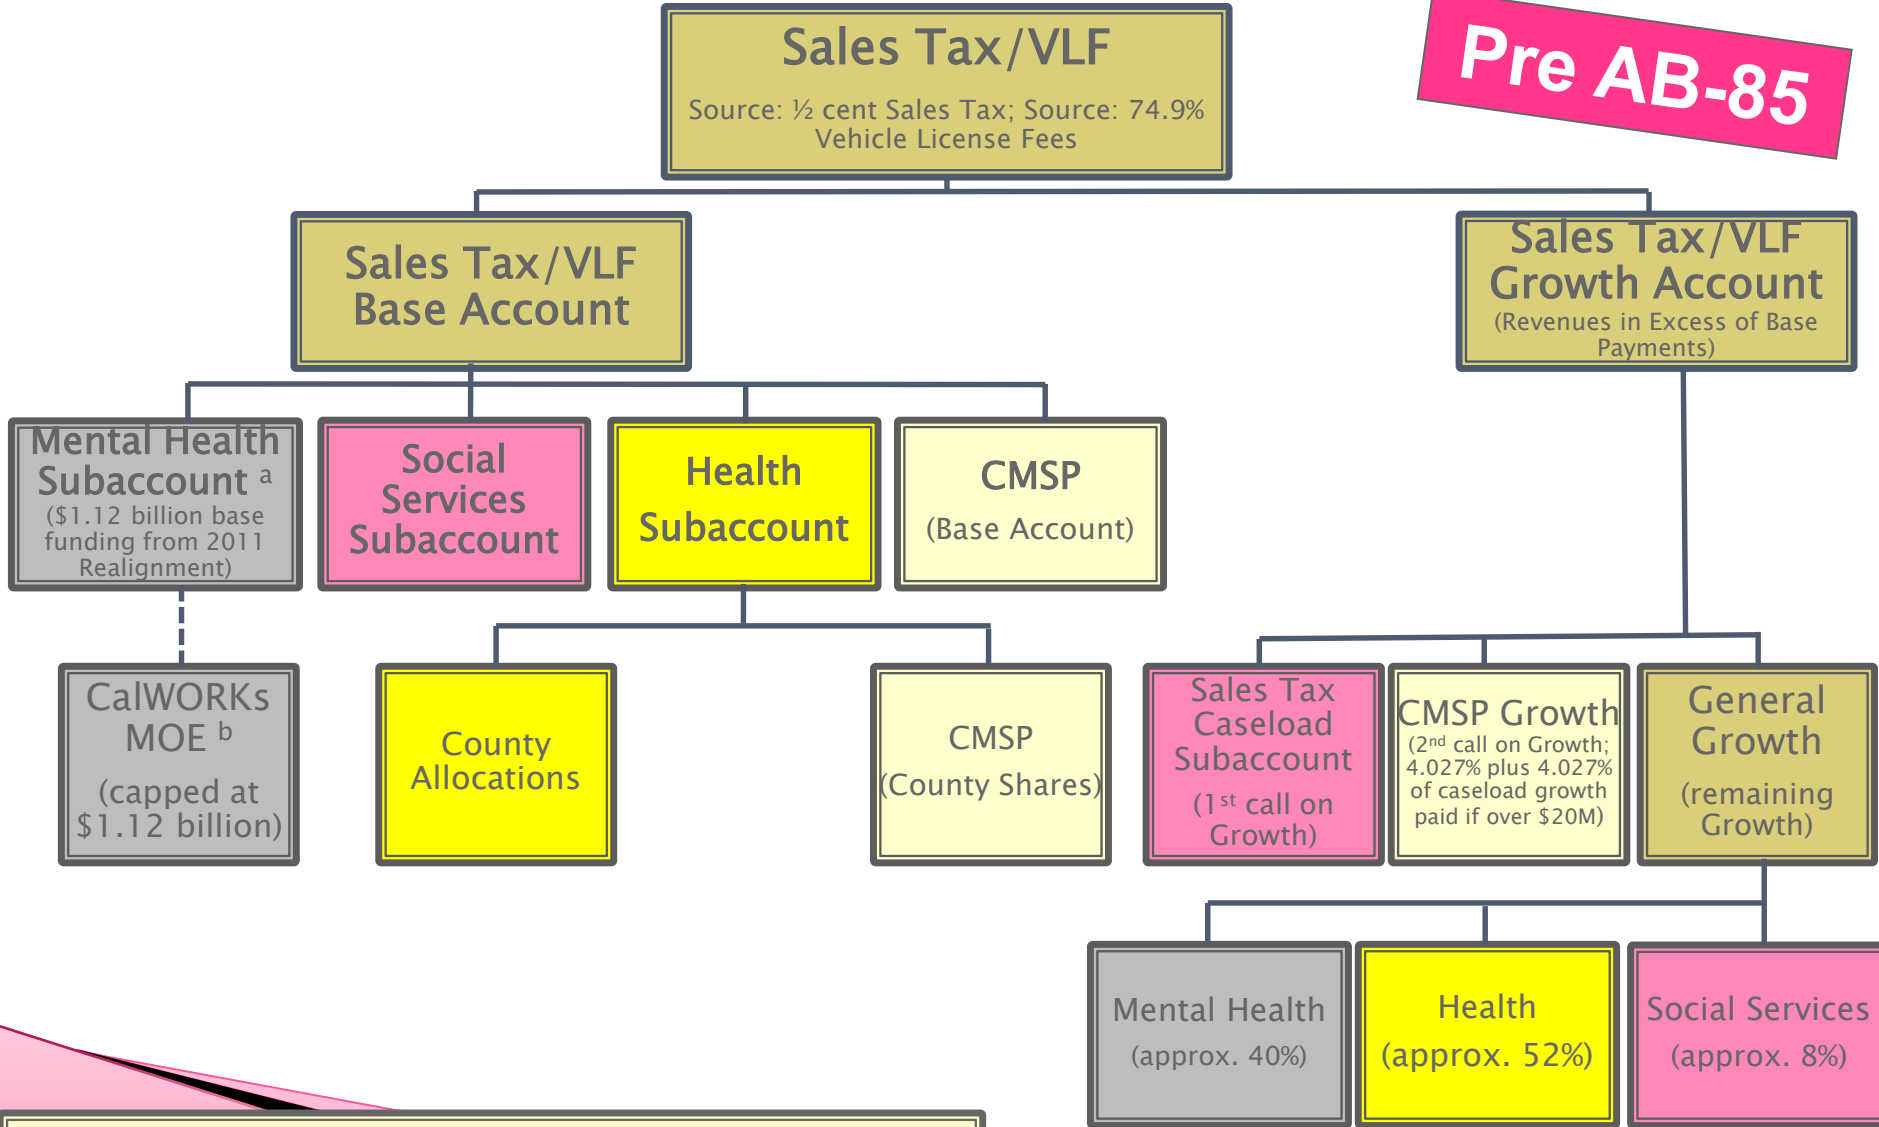 Sales Tax/VLF
Source: ½ cent Sales Tax; Source: 74.9%
Vehicle License Fees
Pre AB-85
Sales Tax/VLF
Base Account
Sales Tax/VLF
Growth Account
(Revenues in Excess of Base
Payments)
Mental Health
Subaccount a
($1.12 billion base
funding from 2011
Realignment)
Social
Services
Subaccount
Health
Subaccount
CMSP
(Base Account)
CalWORKs
MOE b
(capped at
$1.12 billion)
County
Allocations
CMSP
(County Shares)
Sales Tax
Caseload
Subaccount
(1st call on
Growth)
CMSP Growth
(2nd call on Growth;
4.027% plus 4.027%
of caseload growth
paid if over $20M)
General
Growth
(remaining
Growth)
Mental Health
(approx. 40%)
Health
(approx. 52%)
Social Services
(approx. 8%)